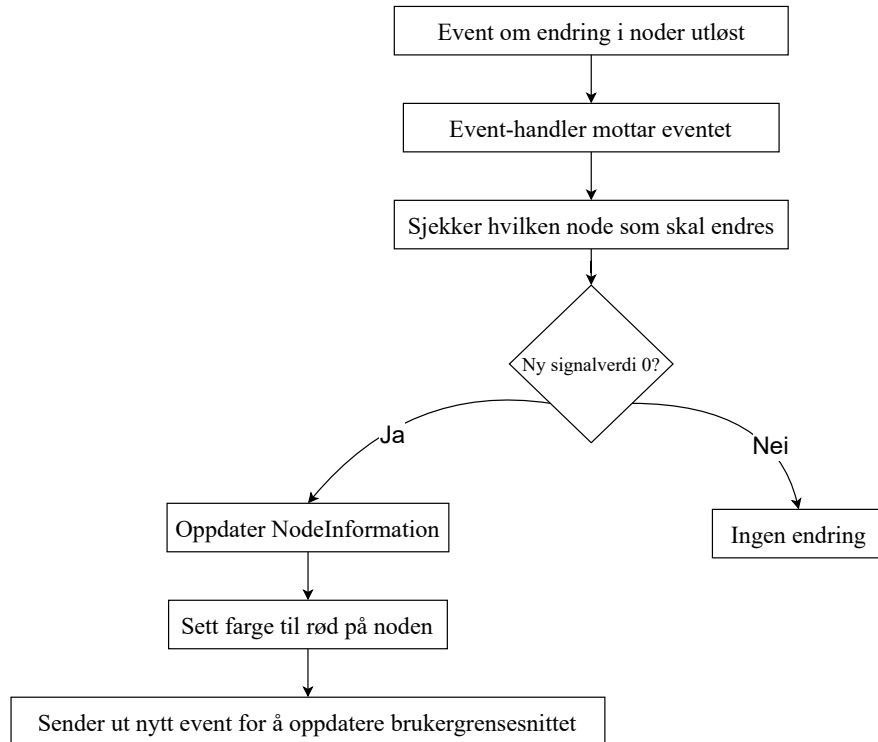 Event om endring i noder utløst
Event-handler mottar eventet
Sjekker hvilken node som skal endres
Ny signalverdi 0?
Ja
Nei
Oppdater NodeInformation
Ingen endring
Sett farge til rød på noden
Sender ut nytt event for å oppdatere brukergrensesnittet